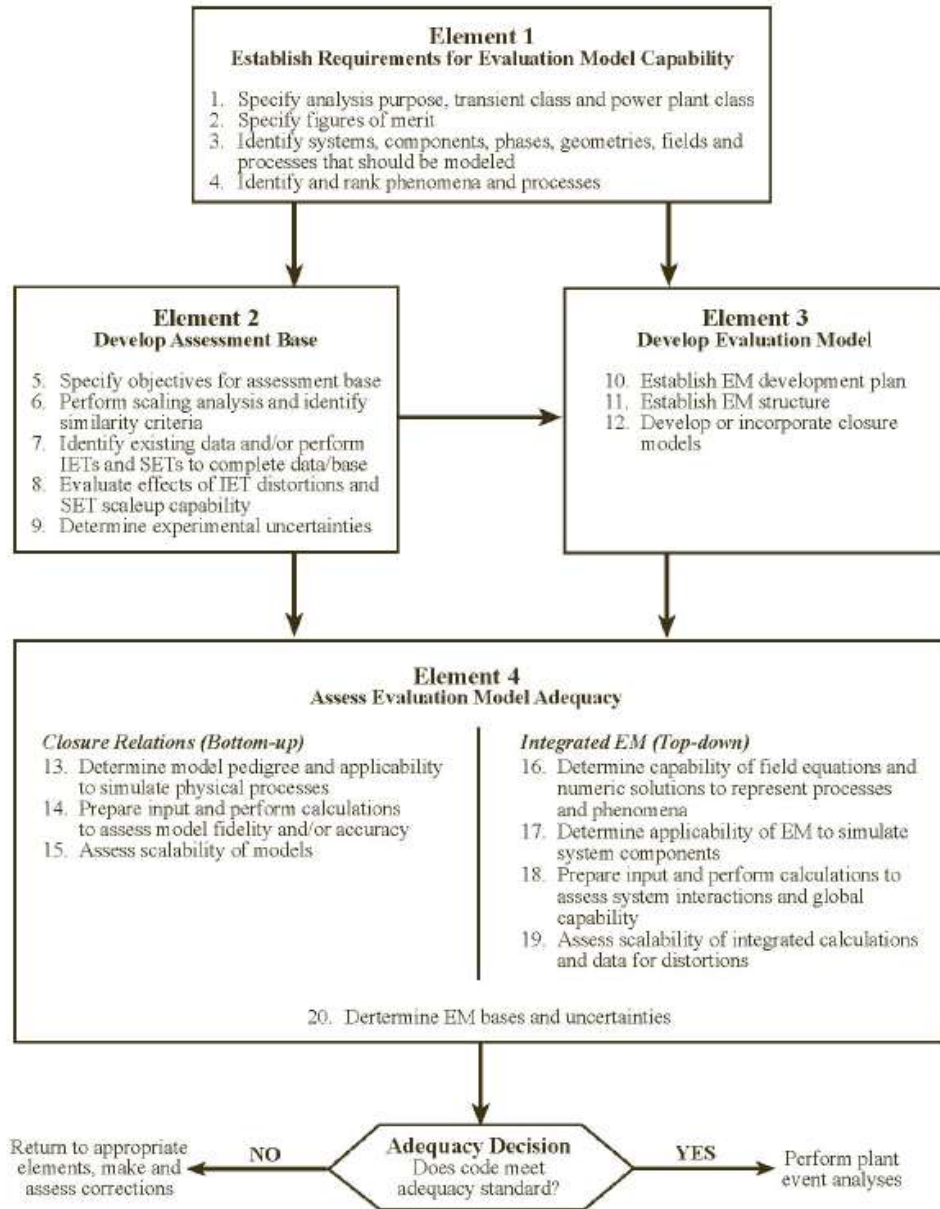 Element 1
Establish Requirements for Evaluation Model Capability
1. Specify analysis purpose, transient class and power plant class
2. Specify figures of merit
3. Identify systems, components, phases, geometries, fields and
processes that should be modeled
4. Identify and rank phenomena and processes
Element 2
Develop Assessment Base
5. Specify objectives for assessment base
6. Perform scaling analysis and identify
similarity criteria
7. Identify existing data and/or perform
IETs and SETs to complete data/base
8. Evaluate effects of IET distortions and
SET scaleup capability
9. Determine experimental uncertainties
Element 3
Develop Evaluation Model
10. Establish EM development plan
11. Establish EM structure
12. Develop or incorporate closure
models
Element 4
Assess Evaluation Model Adequacy
Closure Relations (Bottom-up)
13. Determine model pedigree and applicability
to simulate physical processes
14. Prepare input and perform calculations
to assess model fidelity and/or accuracy
15. Assess scalability of models
Integrated EM (Top-down)
16. Determine capability of field equations and
numeric solutions to represent processes
and phenomena
17. Determine applicability of EM to simulate
system components
18. Prepare input and perform calculations to
assess system interactions and global
capability
19. Assess scalability of integrated calculations
and data for distortions
20. Dertermine EM bases and uncertainties
Return to appropriate
elements, make and
assess corrections
NO
Adequacy Decision
Does code meet
adequacy standard?
YES
Perform plant
event analyses